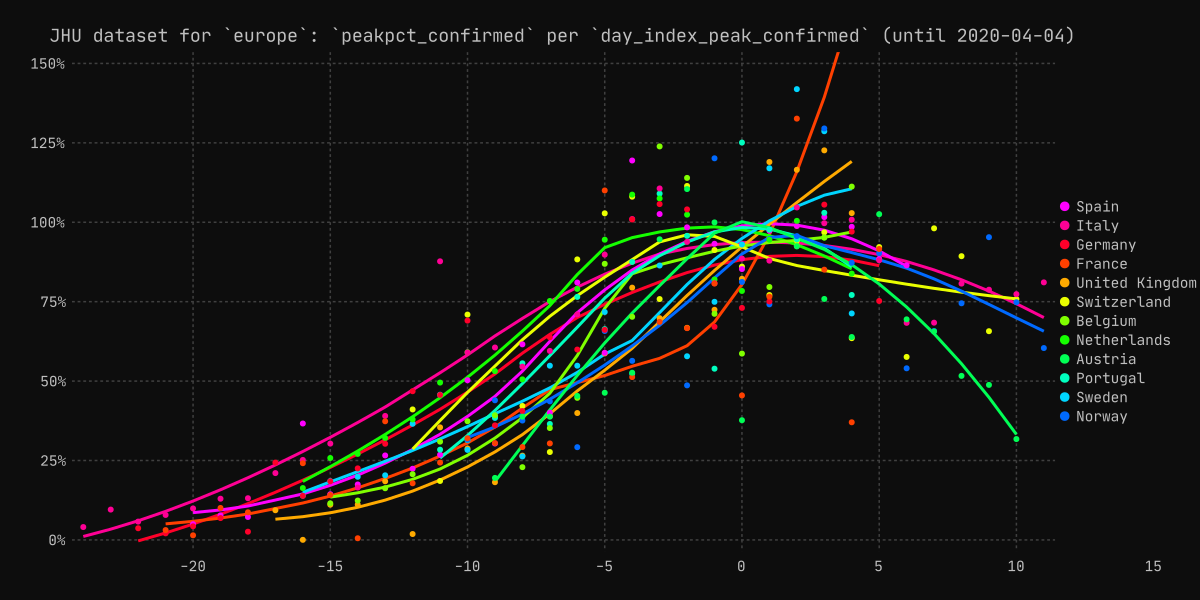 JHU dataset for `europe`: `peakpct_confirmed` per `day_index_peak_confirmed` (until 2020-04-04)
150%
125%
100%
75%
50%
25%
0%
-20
-15
-10
-5
0
5
10
15
Spain
Italy
Germany
France
United Kingdom
Switzerland
Belgium
Netherlands
Austria
Portugal
Sweden
Norway